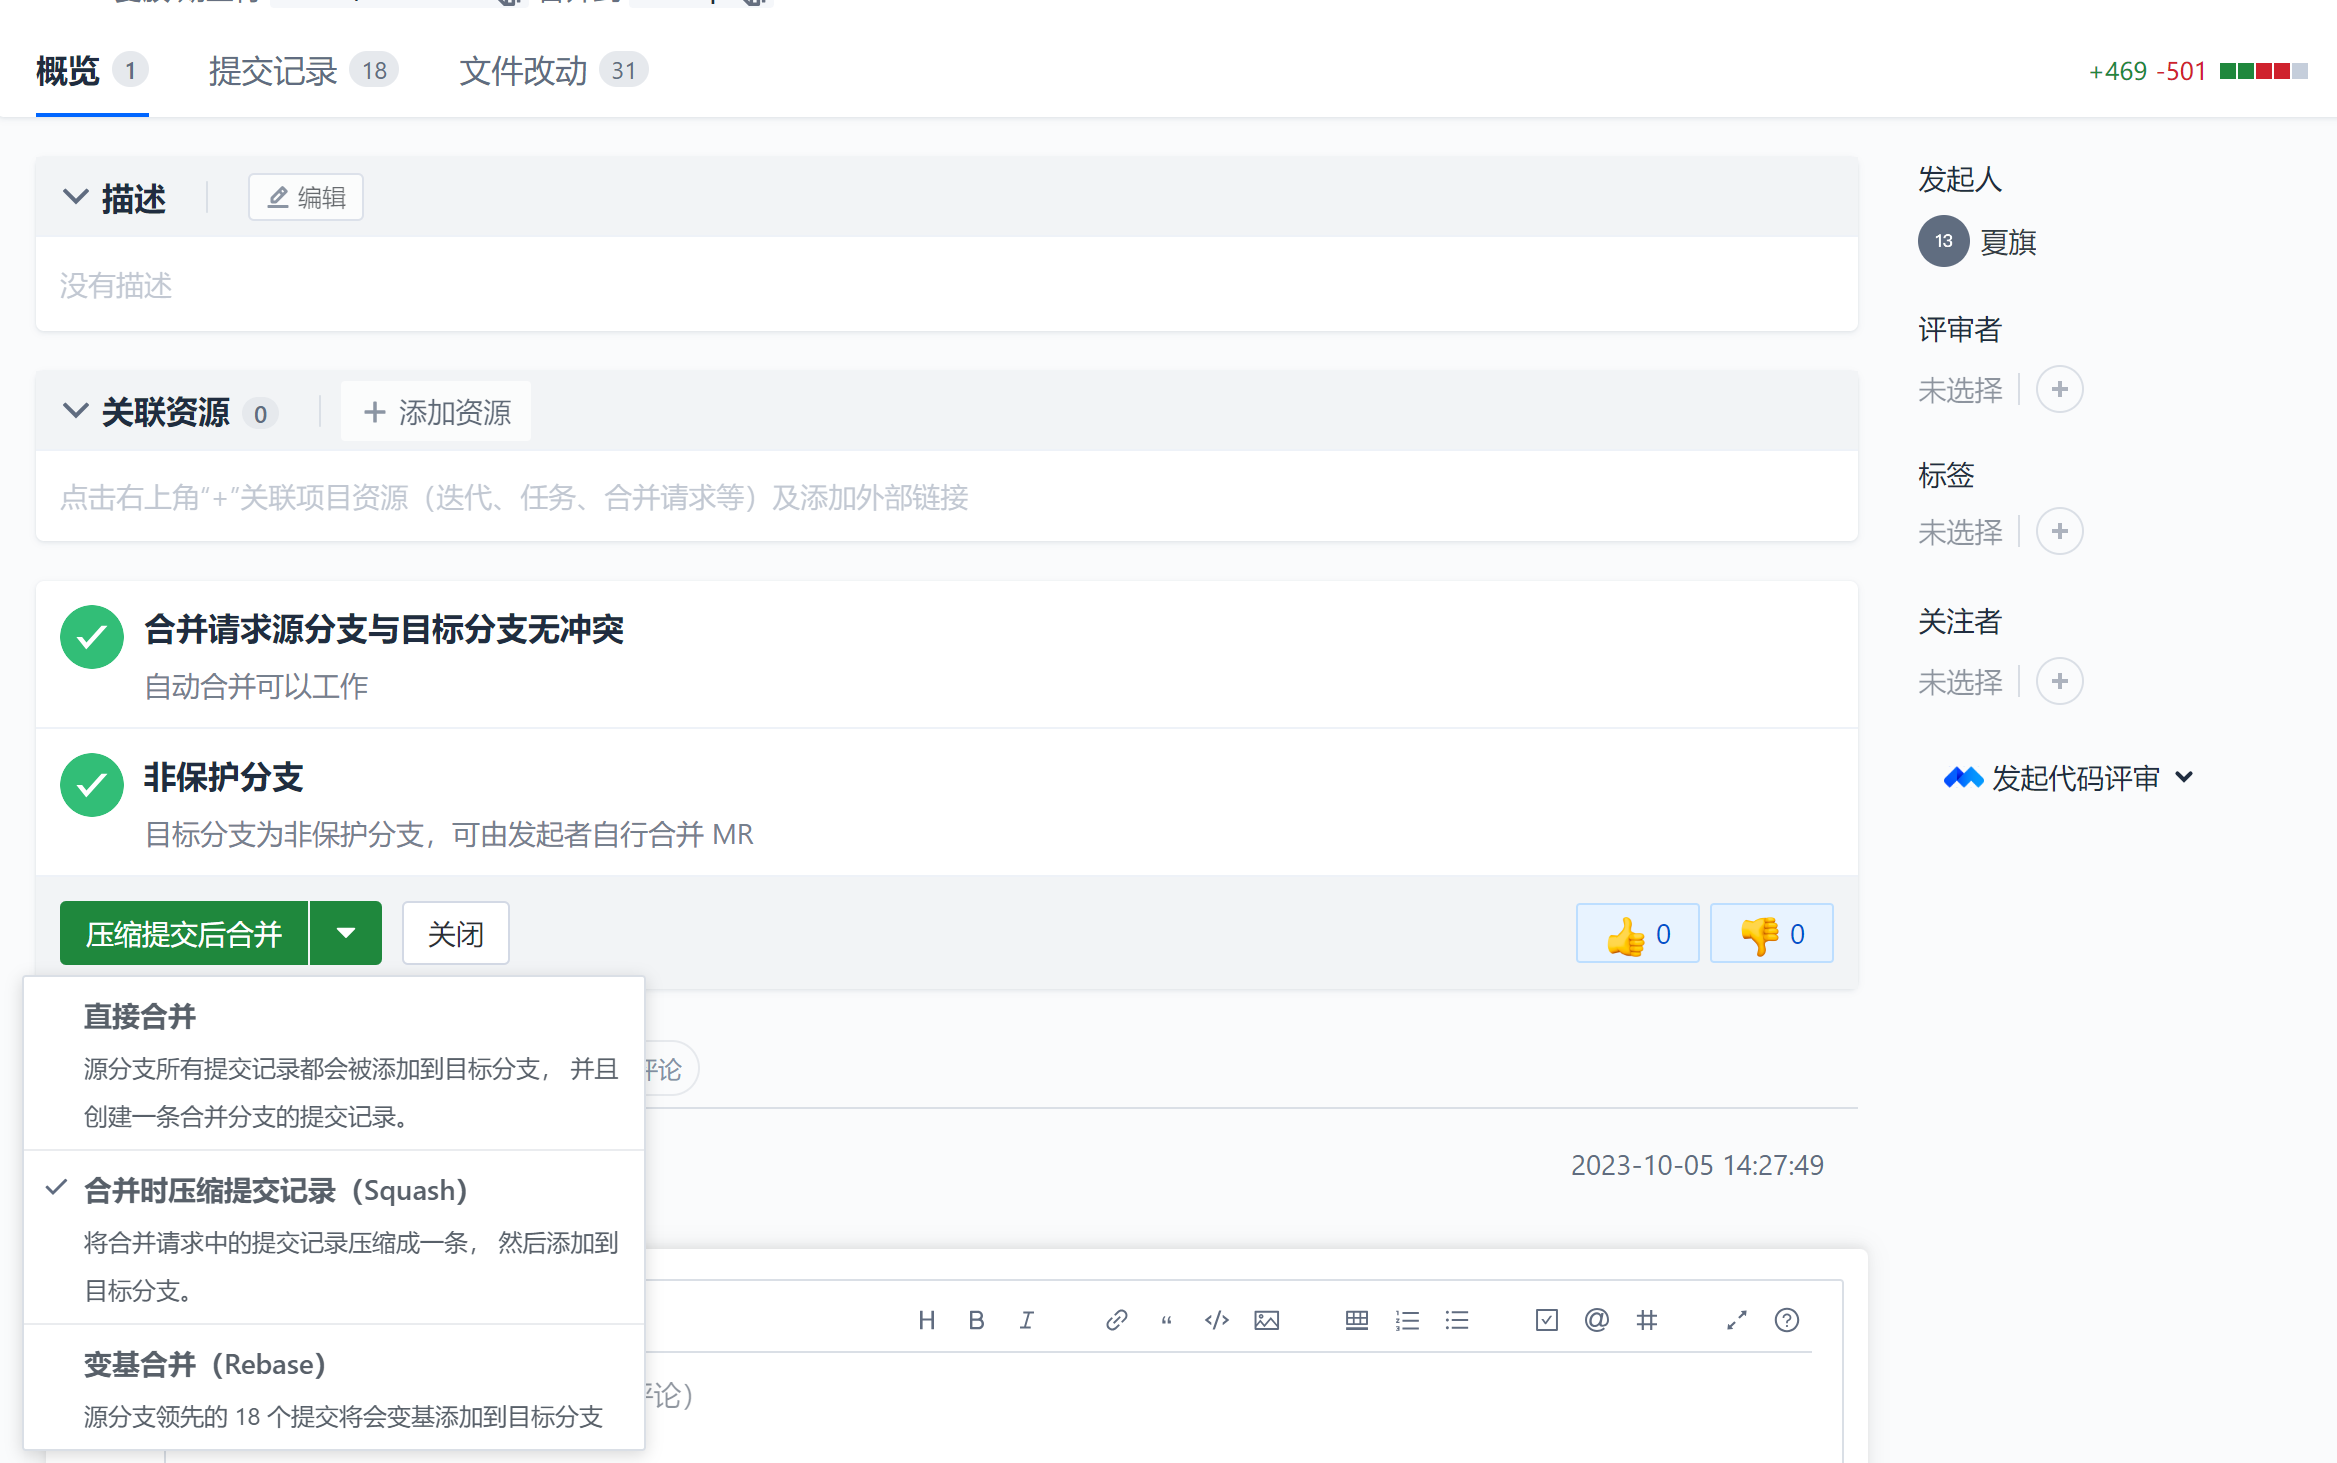 概览 1 提交记录 18 文件改动 31 +469 -501
描述 编辑
没有描述
关联资源 0 添加资源
点击右上角“+”关联项目资源（迭代、任务、合并请求等）及添加外部链接
合并请求源分支与目标分支无冲突
自动合并可以工作
非保护分支
目标分支为非保护分支，可由发起者自行合并 MR
压缩提交后合并 关闭 0 0
直接合并
源分支所有提交记录都会被添加到目标分支， 并且
创建一条合并分支的提交记录。
合并时压缩提交记录（Squash）
将合并请求中的提交记录压缩成一条， 然后添加到
目标分支。
变基合并（Rebase）
源分支领先的 18 个提交将会变基添加到目标分支
评论
2023-10-05 14:27:49
H B I
评论）
发起人
13 夏旗
评审者
未选择
标签
未选择
关注者
未选择
发起代码评审